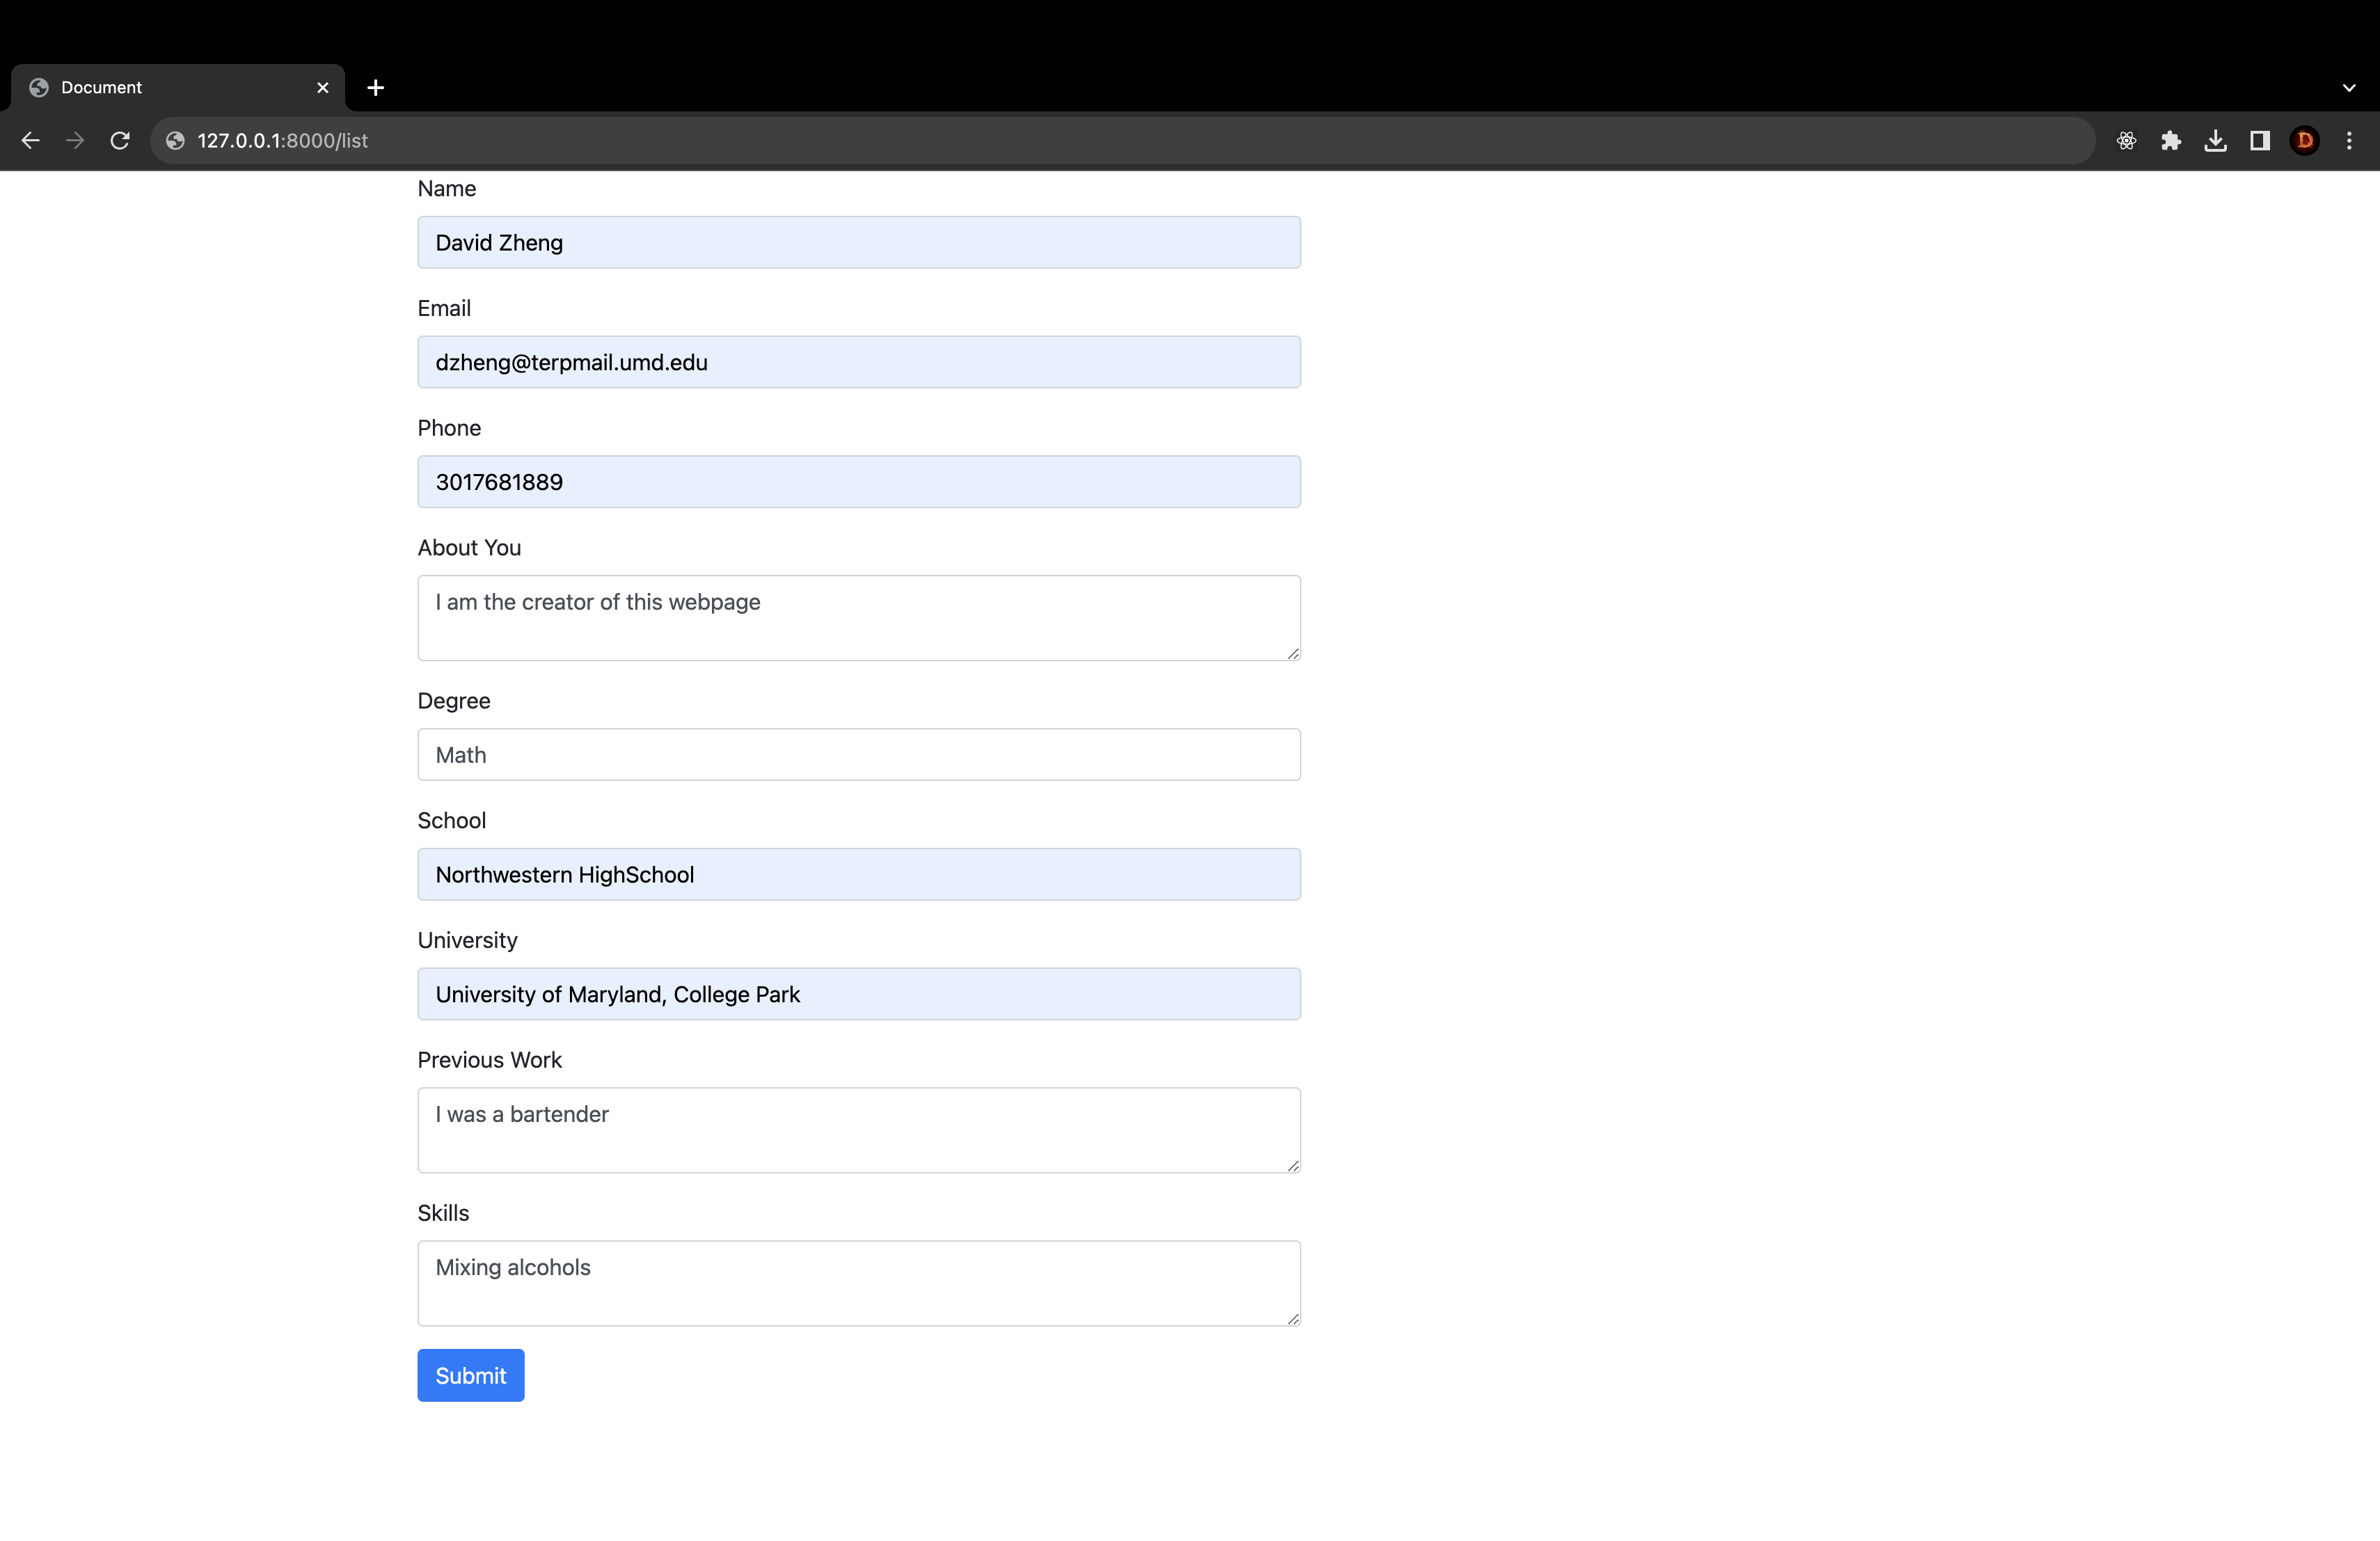 Document
127.0.0.1:8000/list
D
Name
David Zheng
Email
dzheng@terpmail.umd.edu
Phone
3017681889
About You
I am the creator of this webpage
Degree
Math
School
Northwestern HighSchool
University
University of Maryland, College Park
Previous Work
I was a bartender
Skills
Mixing alcohols
Submit